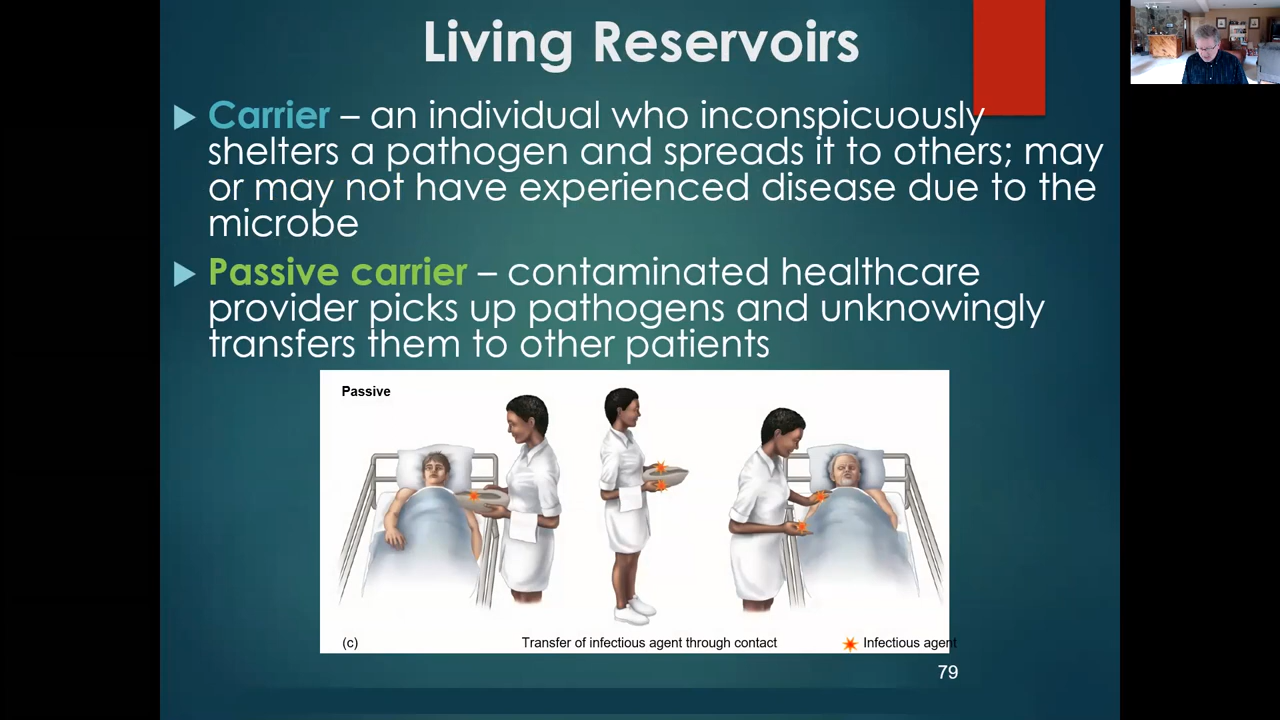 Living Reservoirs
Carrier – an individual who inconspicuously
shelters a pathogen and spreads it to others; may
or may not have experienced disease due to the
microbe
Passive carrier – contaminated healthcare
provider picks up pathogens and unknowingly
transfers them to other patients
Passive
(c) Transfer of infectious agent through contact Infectious agent
79